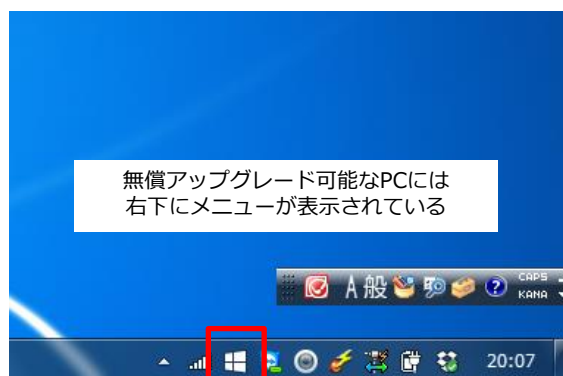 無償アップグレード可能なPCには
右下にメニューが表示されている
A 般
CAPS
KANA
20:07